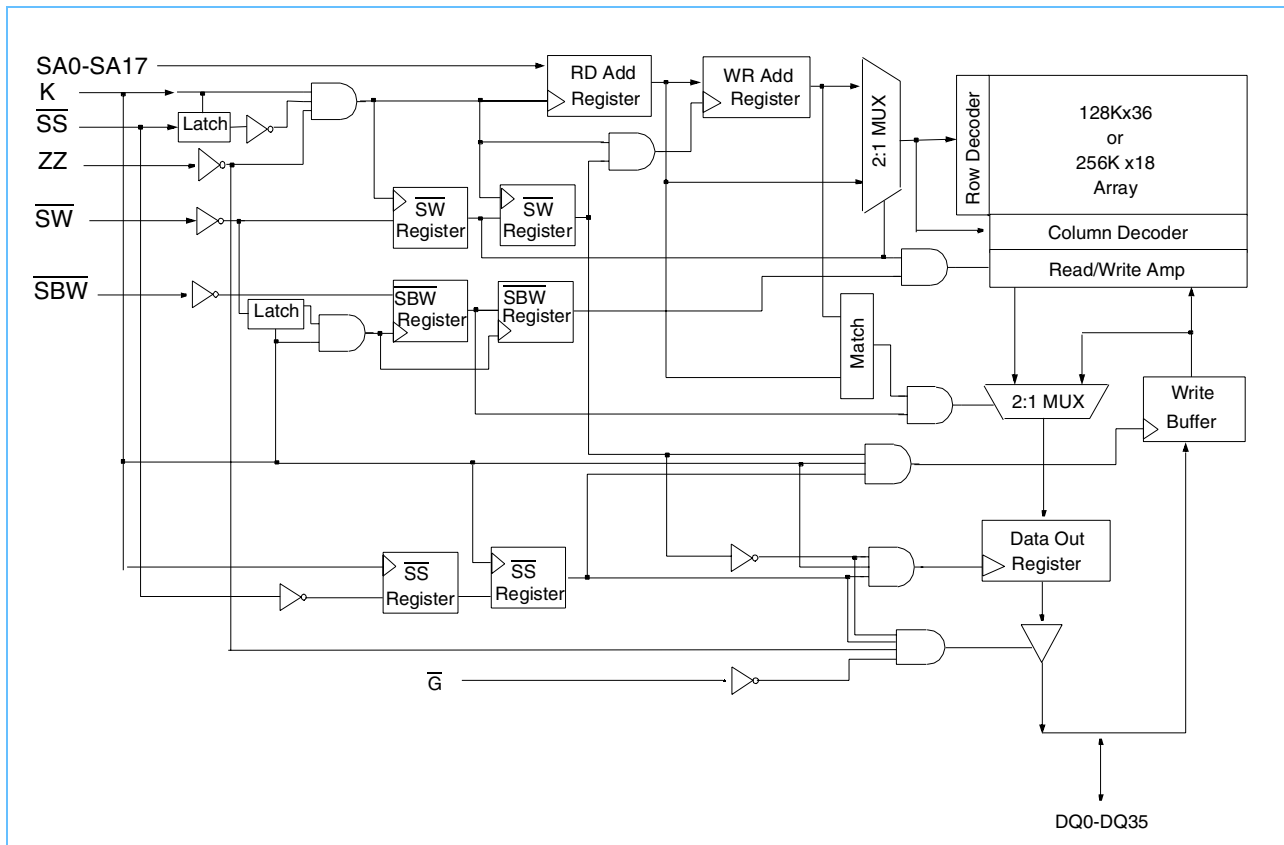 SA0-SA17
K
SS
ZZ
SW
SBW
Latch
RD Add
Register
WR Add
Register
2:1 MUX
Row Decoder
128Kx36
or
256K x18
Array
Column Decoder
Read/Write Amp
SW
Register
SW
Register
Latch
SBW
Register
SBW
Register
Match
2:1 MUX
Write
Buffer
SS
Register
SS
Register
Data Out
Register
G
DQ0-DQ35